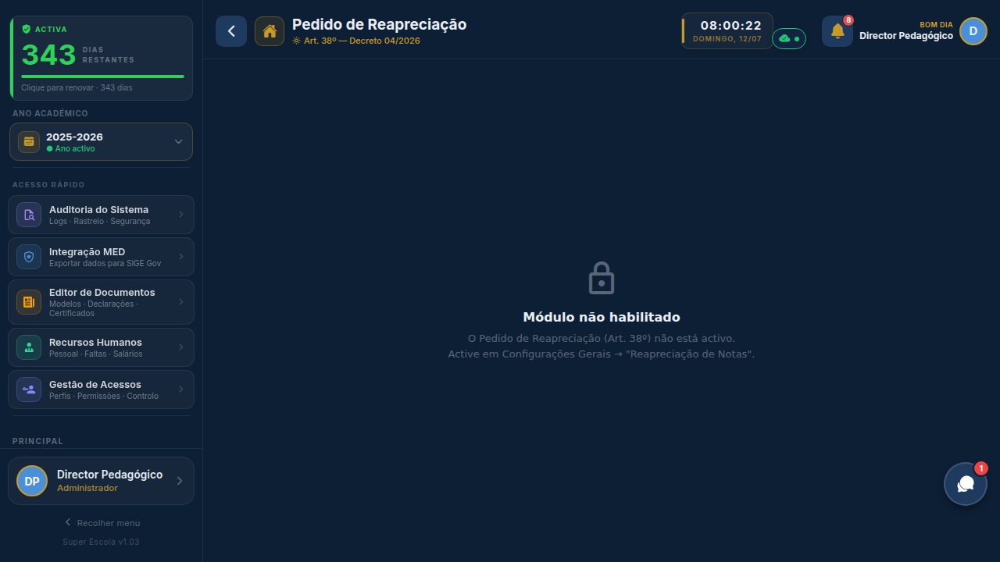 ACTIVA
343 DIAS RESTANTES
Clique para renovar · 343 dias
ANO ACADÉMICO
2025-2026
Ano activo
ACESSO RÁPIDO
Auditoria do Sistema
Logs · Rastreio · Segurança
Integração MED
Exportar dados para SIGE Gov
Editor de Documentos
Modelos · Declarações ·
Certificados
Recursos Humanos
Pessoal · Faltas · Salários
Gestão de Acessos
Perfis · Permissões · Controlo
PRINCIPAL
DP
Director Pedagógico
Administrador
Recolher menu
Super Escola v1.03
Pedido de Reapreciação
Art. 38º — Decreto 04/2026
08:00:22
DOMINGO, 12/07
8
BOM DIA
Director Pedagógico
D
Módulo não habilitado
O Pedido de Reapreciação (Art. 38º) não está activo.
Active em Configurações Gerais → "Reapreciação de Notas".
1